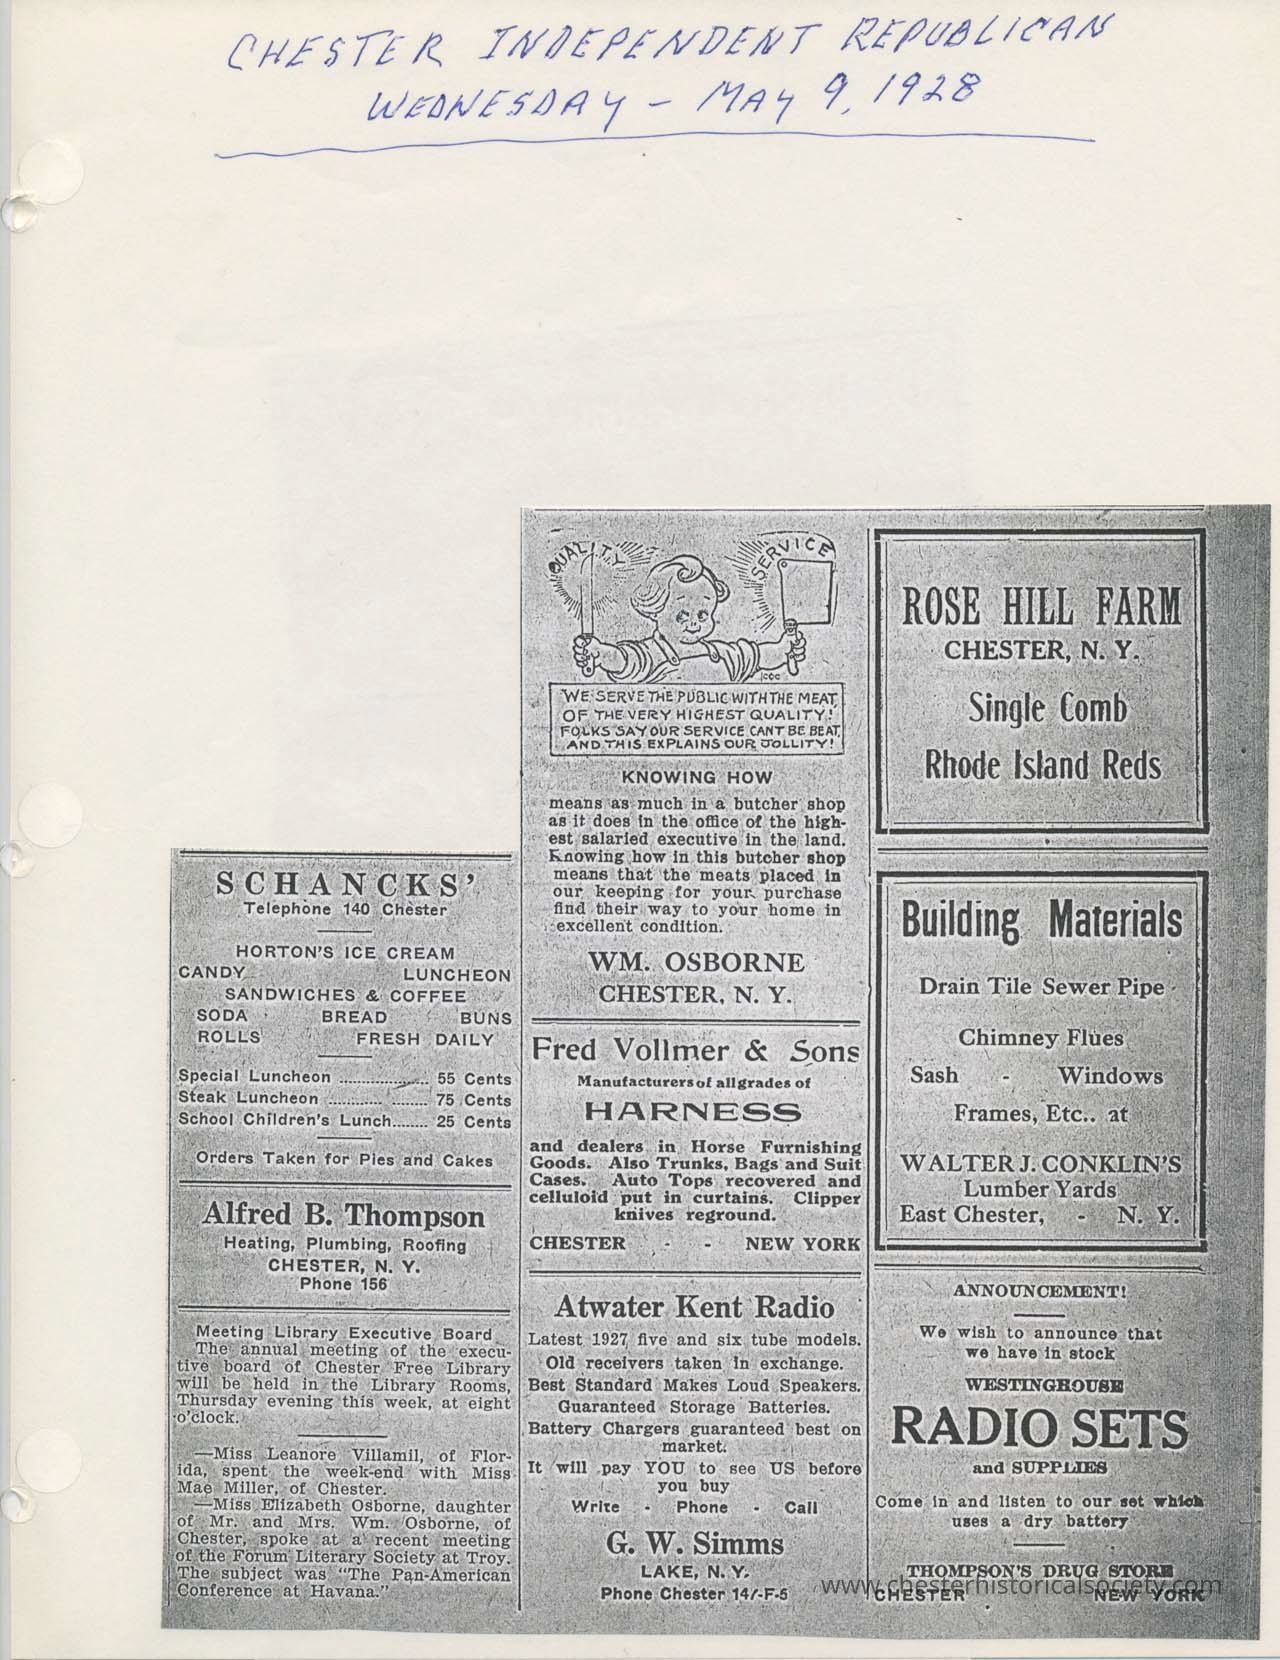 CHESTER INDEPENDENT REPUBLICAN
WEDNESDAY - MAY 9, 1928
SCHANCKS'
Telephone 140 Chester
HORTON'S ICE CREAM
CANDY LUNCHEON
SANDWICHES & COFFEE
SODA BREAD BUNS
ROLLS FRESH DAILY
Special Luncheon .................... 55 Cents
Steak Luncheon ...................... 75 Cents
School Children's Lunch........ 25 Cents
Orders Taken for Pies and Cakes
Alfred B. Thompson
Heating, Plumbing, Roofing
CHESTER, N. Y.
Phone 156
Meeting Library Executive Board
The annual meeting of the execu-
tive board of Chester Free Library
will be held in the Library Rooms,
Thursday evening this week, at eight
o'clock.
—Miss Leanore Villamil, of Flor-
ida, spent the week-end with Miss
Mae Miller, of Chester.
—Miss Elizabeth Osborne, daughter
of Mr. and Mrs. Wm. Osborne, of
Chester, spoke at a recent meeting
of the Forum Literary Society at Troy.
The subject was "The Pan-American
Conference at Havana."
QUALITY
SERVICE
WE SERVE THE PUBLIC WITH THE MEAT
OF THE VERY HIGHEST QUALITY!
FOLKS SAY OUR SERVICE CANT BE BEAT,
AND THIS EXPLAINS OUR JOLLITY!
KNOWING HOW
means as much in a butcher shop
as it does in the office of the high-
est salaried executive in the land.
Knowing how in this butcher shop
means that the meats placed in
our keeping for your purchase
find their way to your home in
excellent condition.
WM. OSBORNE
CHESTER, N. Y.
Fred Vollmer & Sons
Manufacturers of all grades of
HARNESS
and dealers in Horse Furnishing
Goods. Also Trunks, Bags and Suit
Cases. Auto Tops recovered and
celluloid put in curtains. Clipper
knives reground.
CHESTER - - NEW YORK
Atwater Kent Radio
Latest 1927 five and six tube models.
Old receivers taken in exchange.
Best Standard Makes Loud Speakers.
Guaranteed Storage Batteries.
Battery Chargers guaranteed best on
market.
It will pay YOU to see US before
you buy
Write - Phone - Call
G. W. Simms
LAKE, N. Y.
Phone Chester 14/-F-5
ROSE HILL FARM
CHESTER, N. Y.
Single Comb
Rhode Island Reds
Building Materials
Drain Tile Sewer Pipe
Chimney Flues
Sash - Windows
Frames, Etc.. at
WALTER J. CONKLIN'S
Lumber Yards
East Chester, - N. Y.
ANNOUNCEMENT!
We wish to announce that
we have in stock
WESTINGHOUSE
RADIO SETS
and SUPPLIES
Come in and listen to our set which
uses a dry battery
THOMPSON'S DRUG STORE
CHESTER NEW YORK
www.chesterhistoricalsociety.com